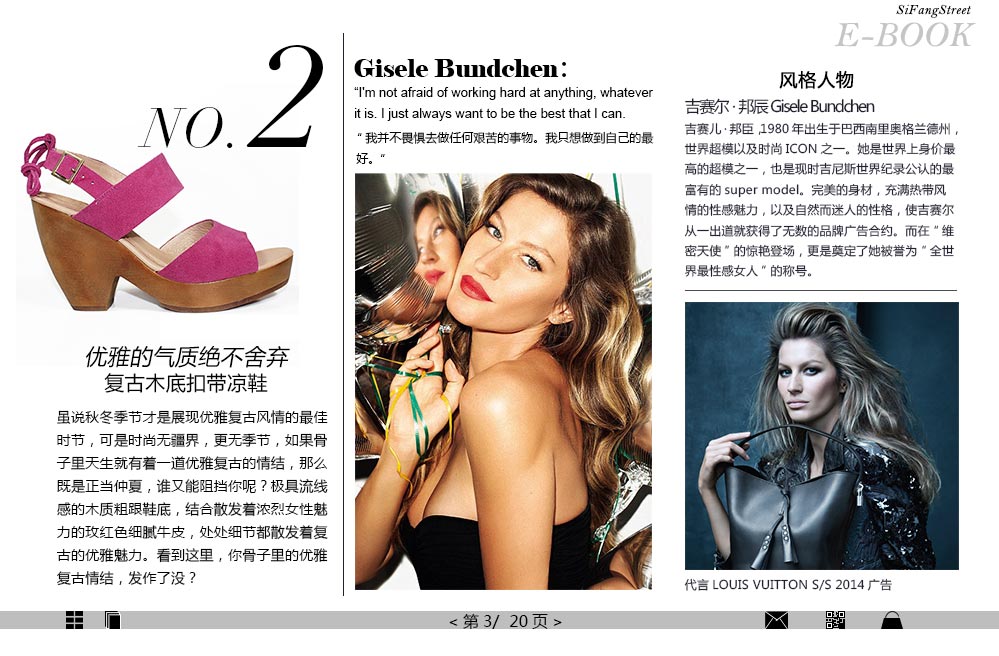 SiFangStreet
E-BOOK
NO.2
优雅的气质绝不舍弃
复古木底扣带凉鞋
虽说秋冬季节才是展现优雅复古风情的最佳
时节，可是时尚无疆界，更无季节，如果骨
子里天生就有着一道优雅复古的情结，那么
既是正当仲夏，谁又能阻挡你呢？极具流线
感的木质粗跟鞋底，结合散发着浓烈女性魅
力的玫红色细腻牛皮，处处细节都散发着复
古的优雅魅力。看到这里，你骨子里的优雅
复古情结，发作了没？
Gisele Bundchen：
“I'm not afraid of working hard at anything, whatever
it is. I just always want to be the best that I can.
“ 我并不畏惧去做任何艰苦的事物。我只想做到自己的最
好。“
风格人物
吉赛尔 · 邦辰 Gisele Bundchen
吉赛儿 · 邦臣 ,1980 年出生于巴西南里奥格兰德州，
世界超模以及时尚 ICON 之一。她是世界上身价最
高的超模之一，也是现时吉尼斯世界纪录公认的最
富有的 super model。完美的身材，充满热带风
情的性感魅力，以及自然而迷人的性格，使吉赛尔
从一出道就获得了无数的品牌广告合约。而在 “ 维
密天使 ” 的惊艳登场，更是奠定了她被誉为 “ 全世
界最性感女人 ” 的称号。
代言 LOUIS VUITTON S/S 2014 广告
< 第 3/ 20 页 >